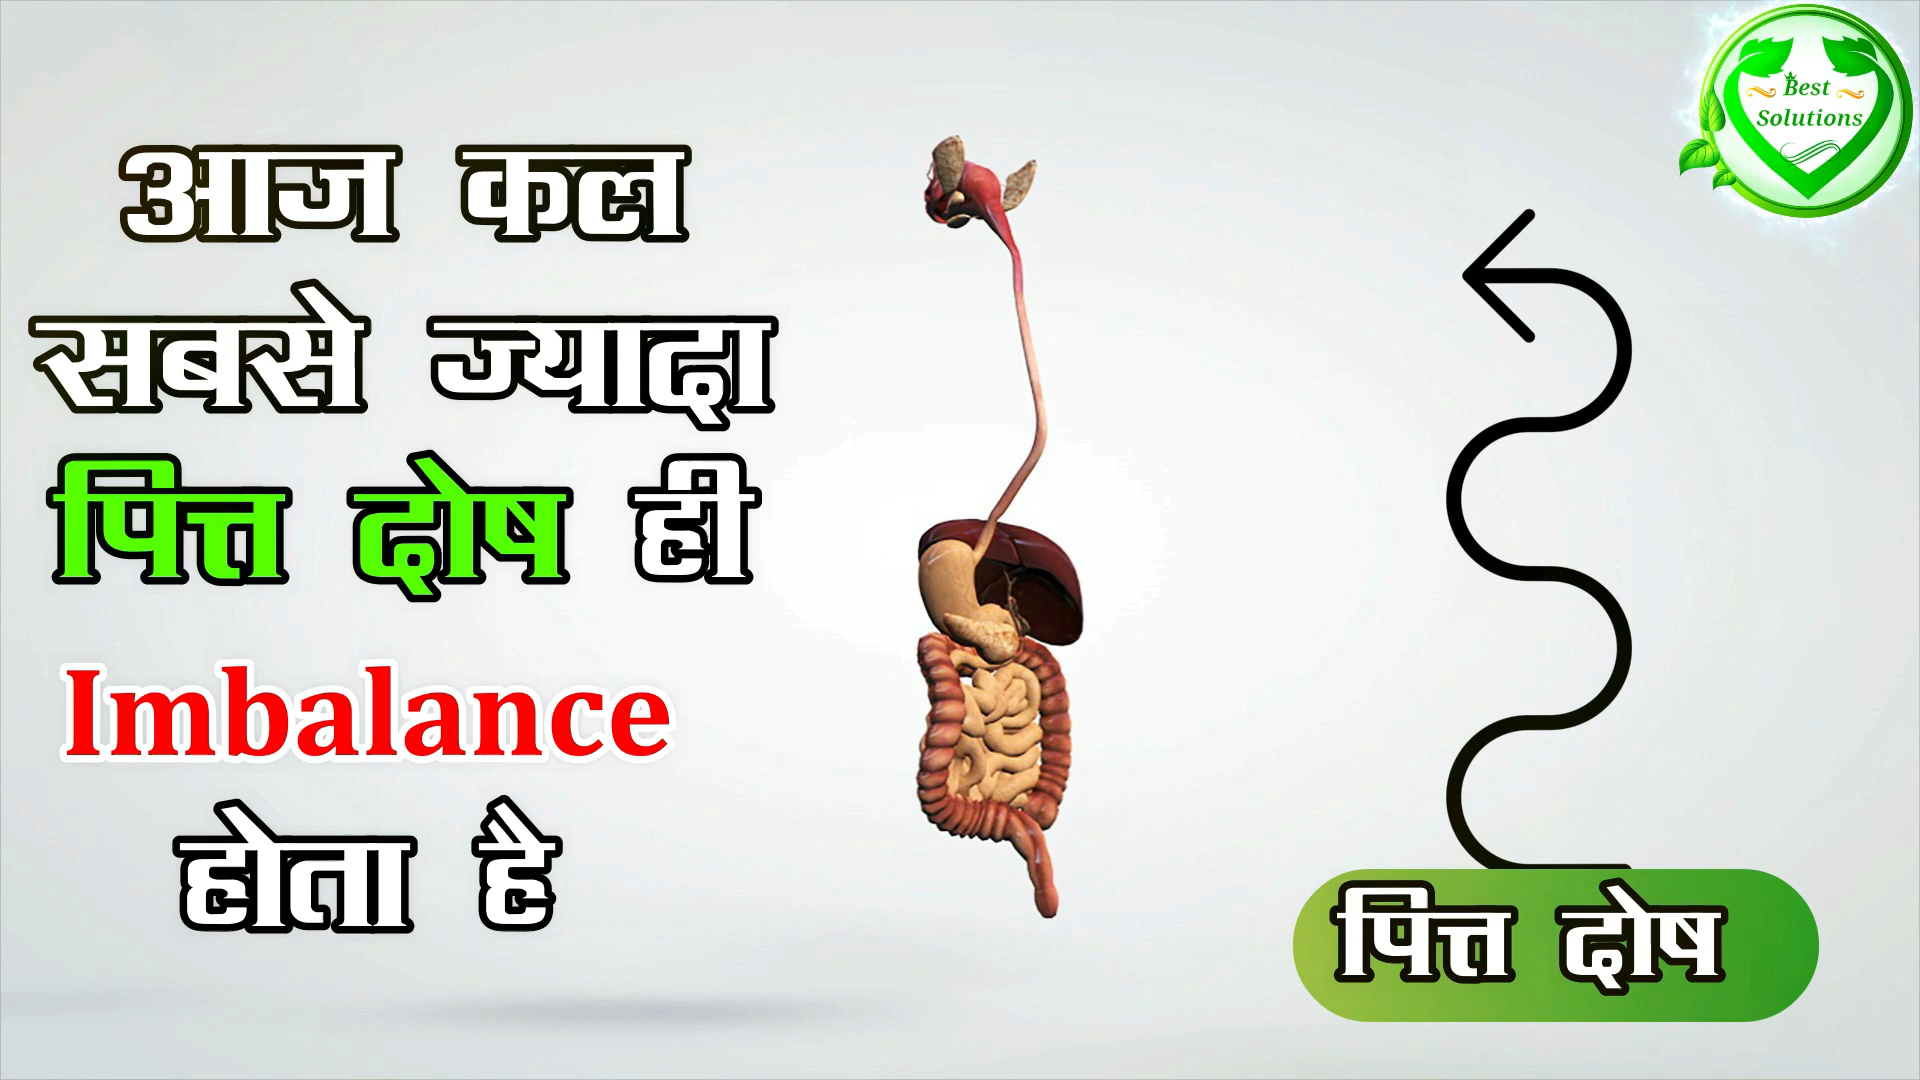 आज कल
सबसे ज्यादा
पित्त दोष ही
Imbalance
होता है
Best
Solutions
पित्त दोष